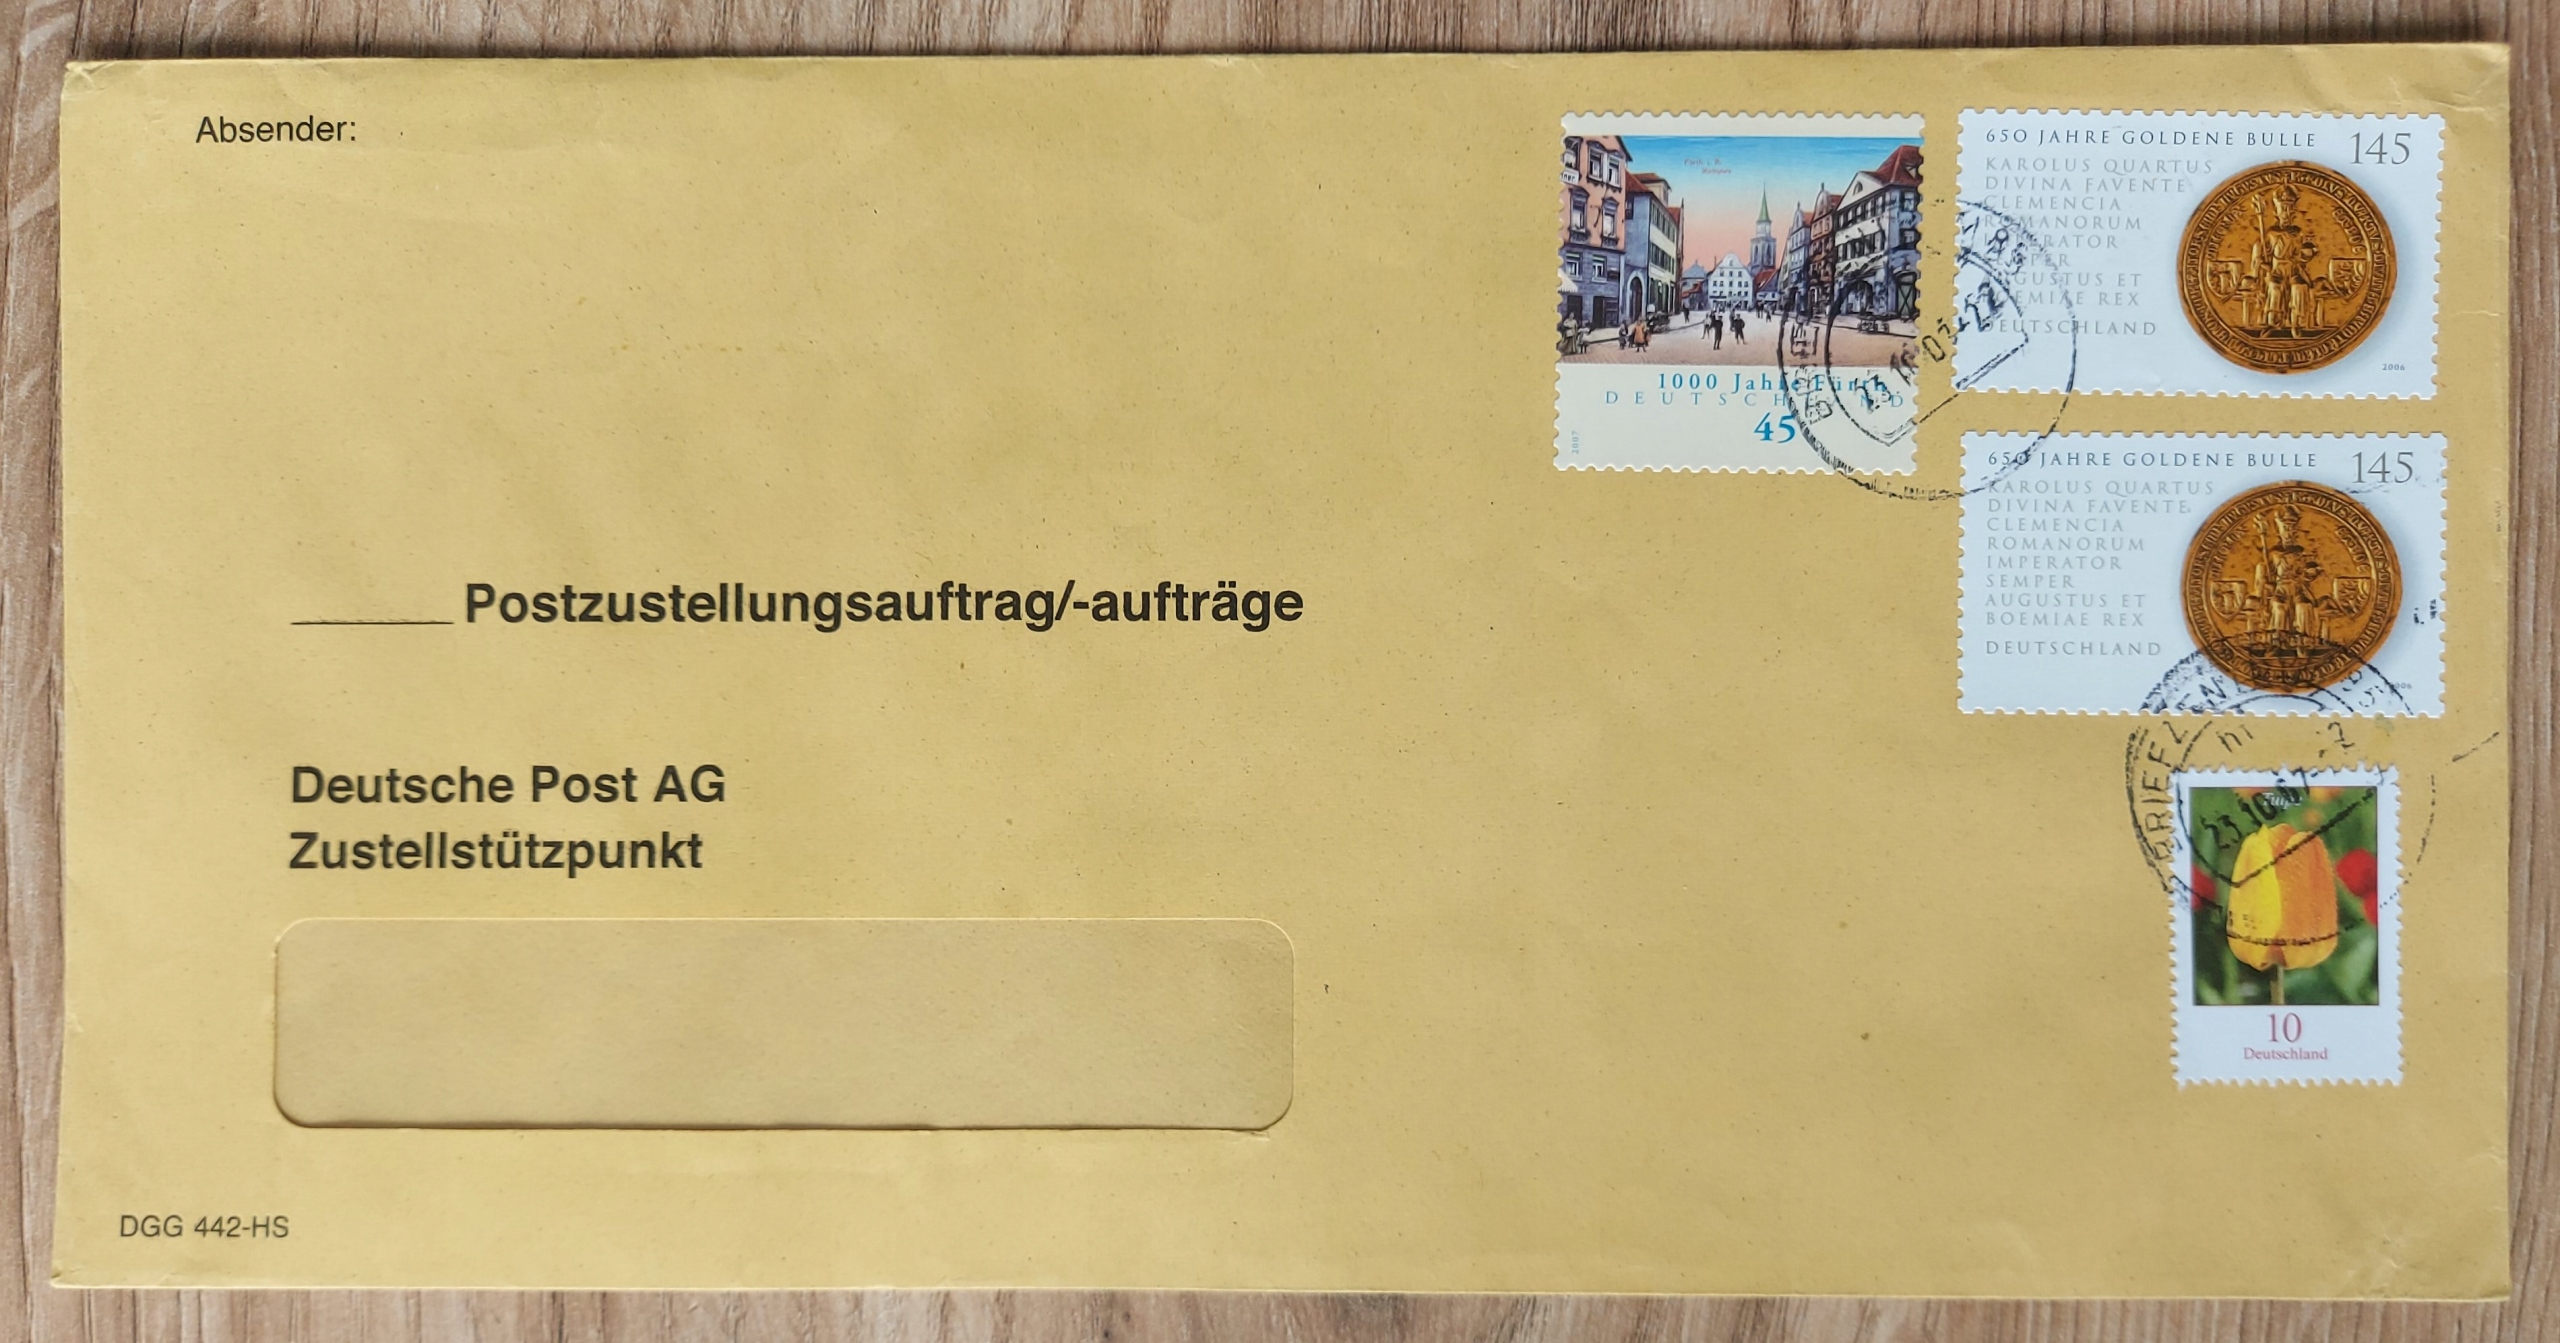 Absender:
Postzustellungsauftrag/-aufträge
Deutsche Post AG
Zustellstützpunkt
DGG 442-HS
1000 Jahre Fürth
DEUTSCHLAND
45
2007
650 JAHRE GOLDENE BULLE 145
KAROLUS QUARTUS
DIVINA FAVENTE
CLEMENCIA
ROMANORUM
IMPERATOR
SEMPER
AUGUSTUS ET
BOEMIAE REX
DEUTSCHLAND
2006
650 JAHRE GOLDENE BULLE 145
KAROLUS QUARTUS
DIVINA FAVENTE
CLEMENCIA
ROMANORUM
IMPERATOR
SEMPER
AUGUSTUS ET
BOEMIAE REX
DEUTSCHLAND
2006
Tulpe
10
Deutschland
23.10.07